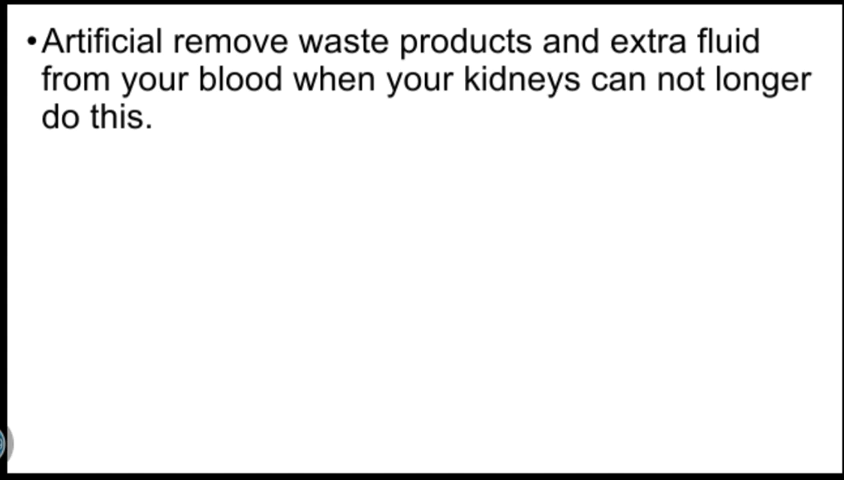 •Artificial remove waste products and extra fluid
from your blood when your kidneys can not longer
do this.